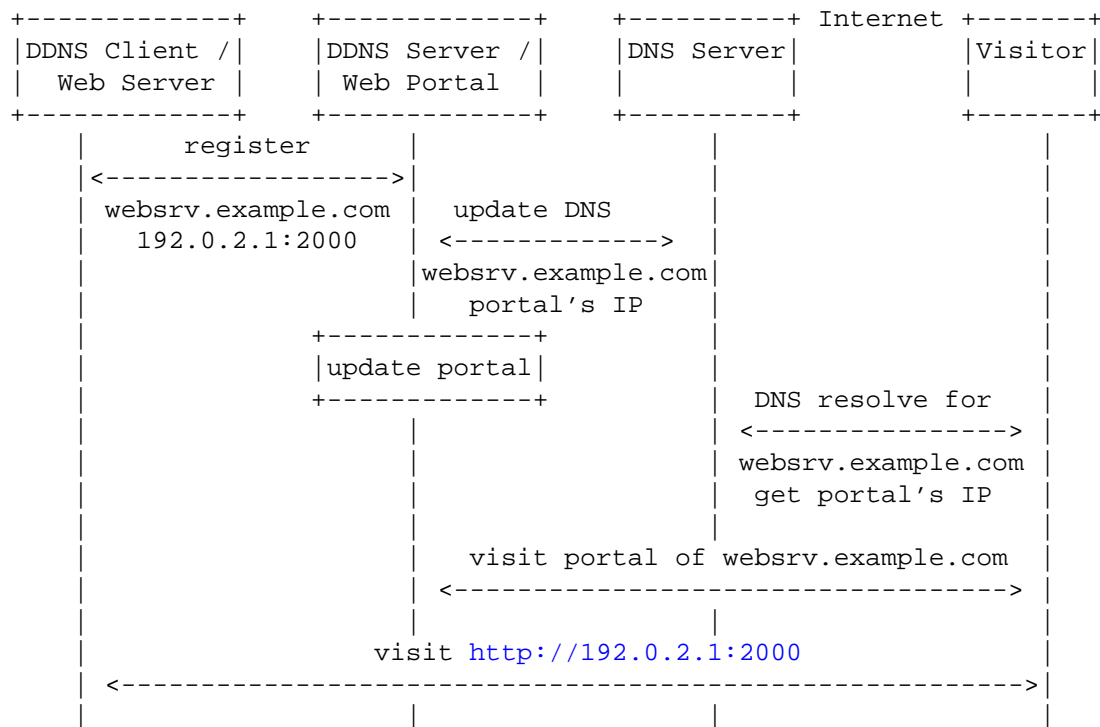 Internet
DDNS Client / DDNS Server / DNS Server Visitor
Web Server Web Portal
register
websrv.example.com update DNS
192.0.2.1:2000
websrv.example.com
portal's IP
update portal
DNS resolve for
websrv.example.com
get portal's IP
visit portal of websrv.example.com
visit http://192.0.2.1:2000